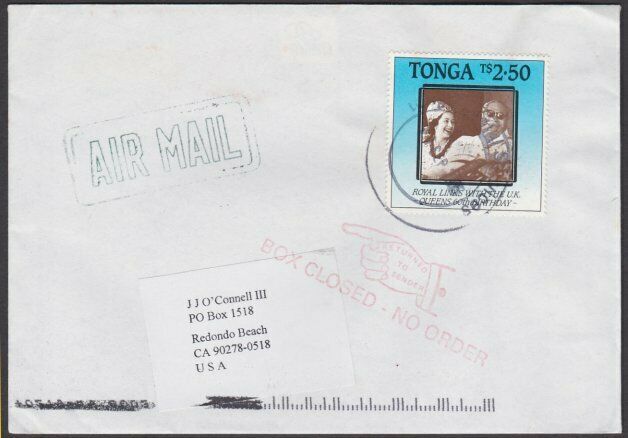 TONGA T$2·50
ROYAL LINKS WITH THE U.K.
- QUEENS 60th BIRTHDAY -
AIR MAIL
RETURNED
TO
SENDER
BOX CLOSED - NO ORDER
J J O'Connell III
PO Box 1518
Redondo Beach
CA 90278-0518
U S A